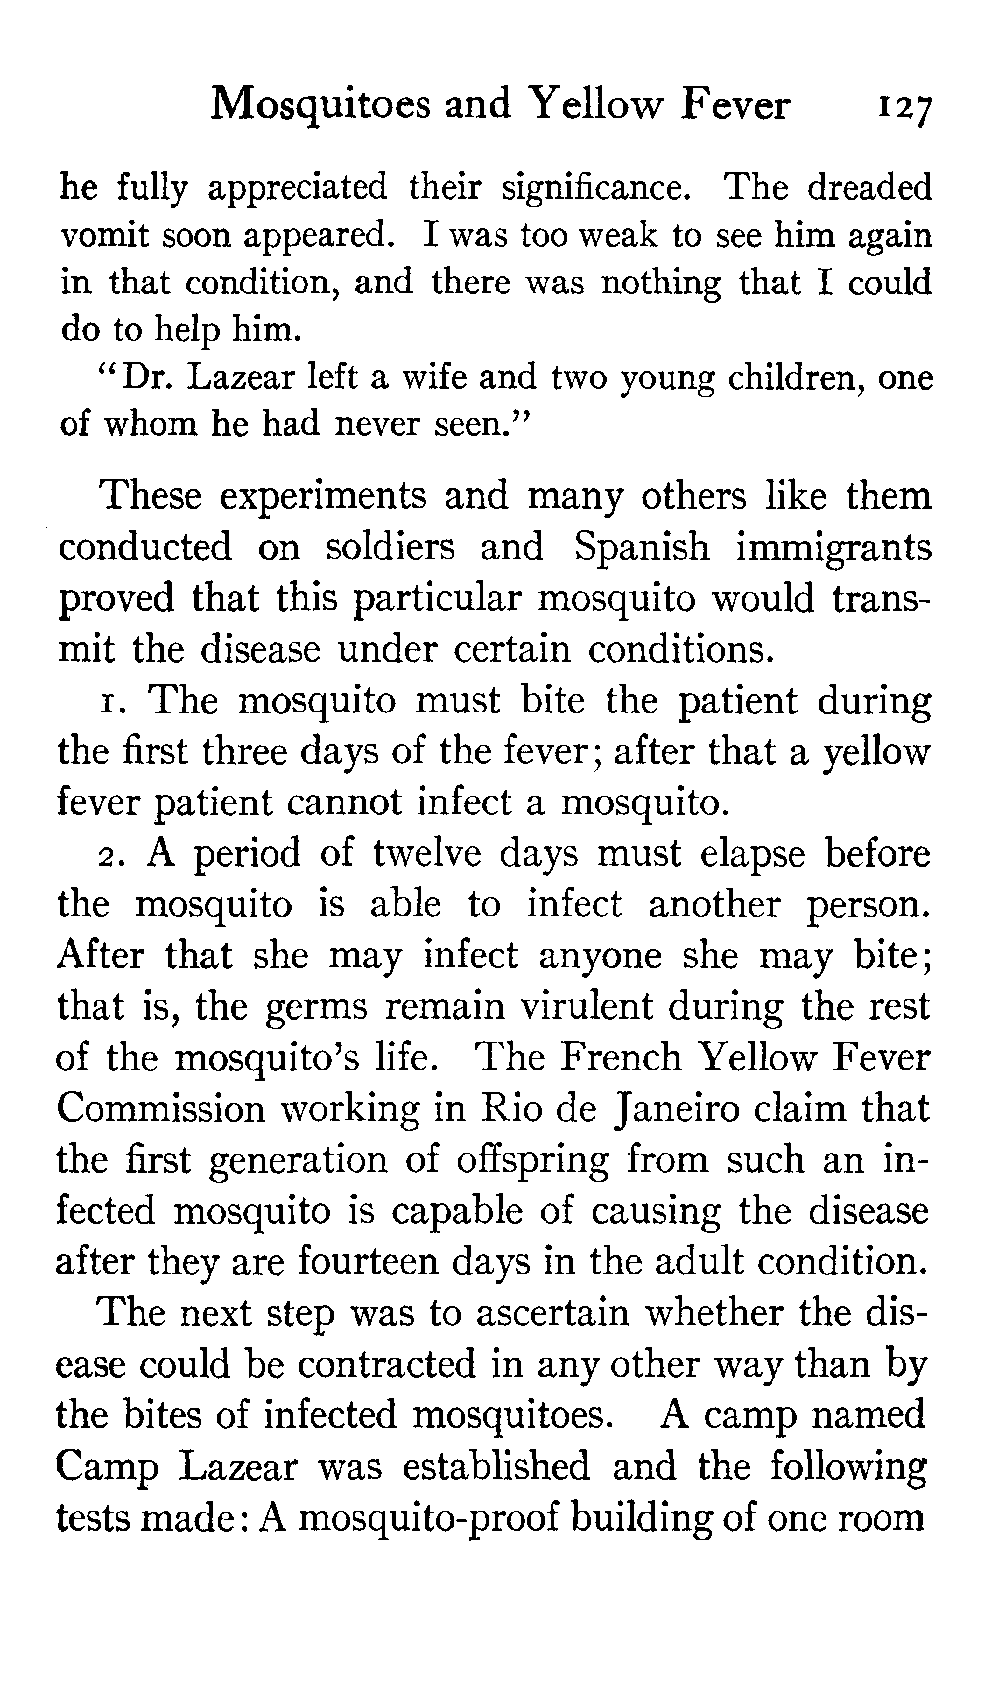 Mosquitoes and Yellow Fever 127
he fully appreciated their significance. The dreaded
vomit soon appeared. I was too weak to see him again
in that condition, and there was nothing that I could
do to help him.
"Dr. Lazear left a wife and two young children, one
of whom he had never seen."
These experiments and many others like them
conducted on soldiers and Spanish immigrants
proved that this particular mosquito would trans-
mit the disease under certain conditions.
1. The mosquito must bite the patient during
the first three days of the fever; after that a yellow
fever patient cannot infect a mosquito.
2. A period of twelve days must elapse before
the mosquito is able to infect another person.
After that she may infect anyone she may bite;
that is, the germs remain virulent during the rest
of the mosquito's life. The French Yellow Fever
Commission working in Rio de Janeiro claim that
the first generation of offspring from such an in-
fected mosquito is capable of causing the disease
after they are fourteen days in the adult condition.
The next step was to ascertain whether the dis-
ease could be contracted in any other way than by
the bites of infected mosquitoes. A camp named
Camp Lazear was established and the following
tests made: A mosquito-proof building of one room